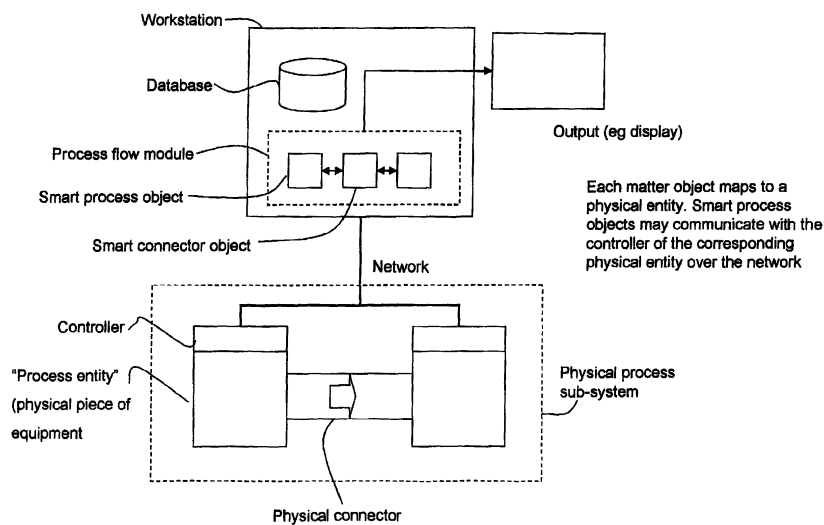 Workstation
Database
Output (eg display)
Process flow module
Smart process object
Each matter object maps to a
physical entity. Smart process
objects may communicate with the
controller of the corresponding
physical entity over the network
Smart connector object
Network
Controller
"Process entity"
(physical piece of
equipment
Physical process
sub-system
Physical connector